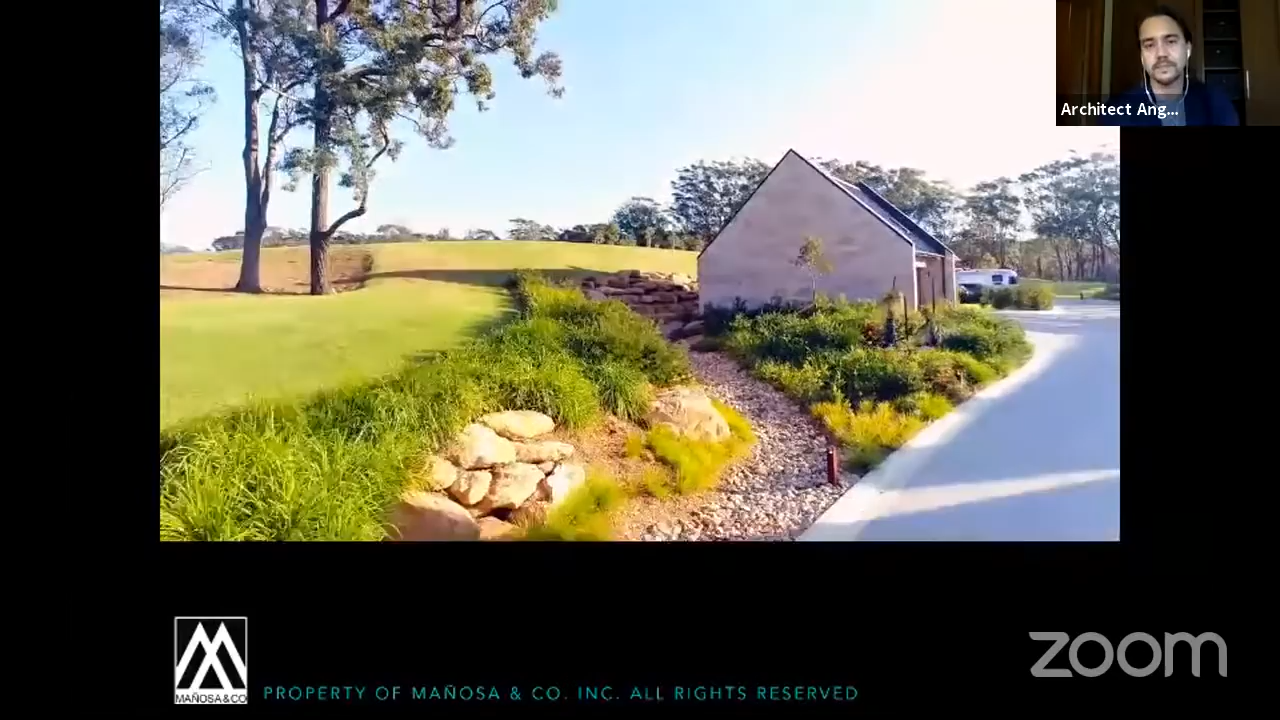 Architect Ang...
MAÑOSA & CO
PROPERTY OF MAÑOSA & CO. INC. ALL RIGHTS RESERVED
zoom